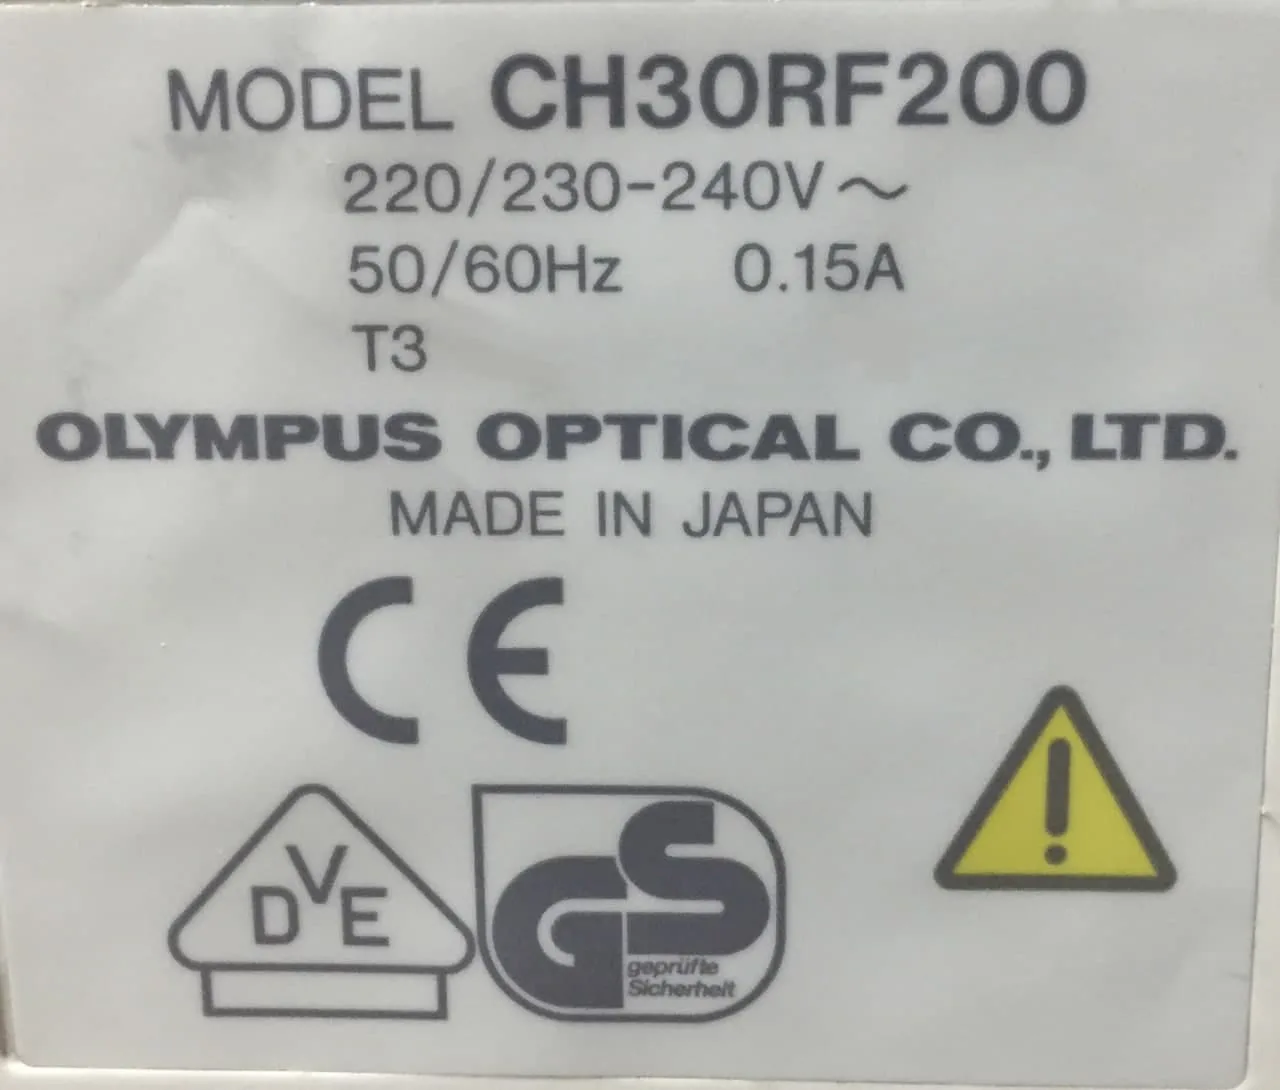 MODEL CH30RF200
220/230-240V～
50/60Hz 0.15A
T3
OLYMPUS OPTICAL CO., LTD.
MADE IN JAPAN
CE
DVE
GS
geprüfte
Sicherheit
!